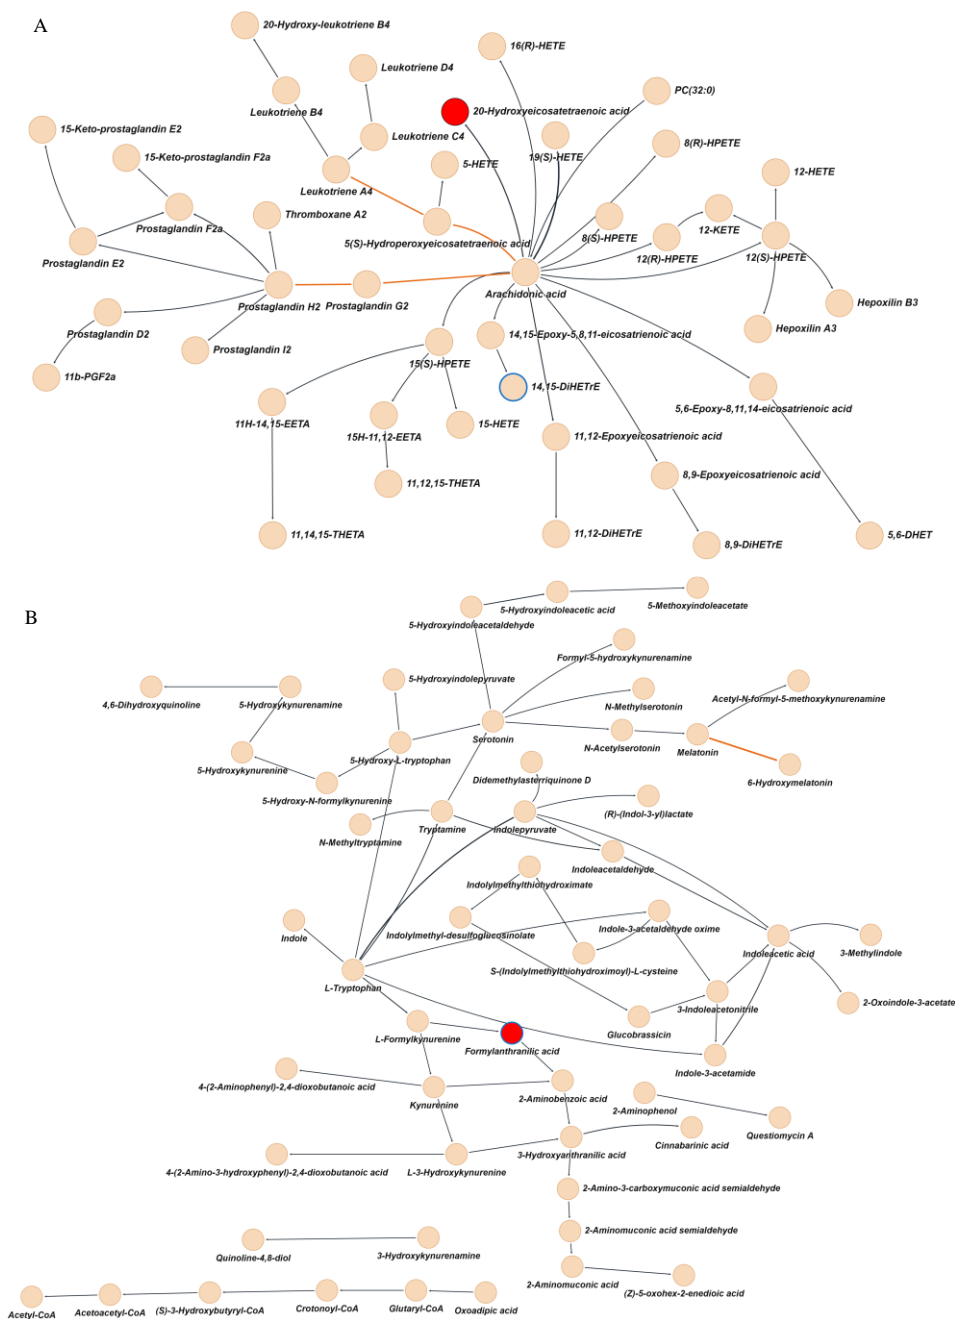 A
20-Hydroxy-leukotriene B4
16(R)-HETE
Leukotriene D4
PC(32:0)
Leukotriene B4
20-Hydroxyeicosatetraenoic acid
15-Keto-prostaglandin E2
Leukotriene C4
19(S)-HETE
8(R)-HPETE
15-Keto-prostaglandin F2a
5-HETE
12-HETE
Leukotriene A4
Thromboxane A2
Prostaglandin F2a
5(S)-Hydroperoxyeicosatetraenoic acid
8(S)-HPETE
12-KETE
Prostaglandin E2
12(R)-HPETE
12(S)-HPETE
Arachidonic acid
Prostaglandin H2
Prostaglandin G2
Hepoxilin B3
Prostaglandin D2
14,15-Epoxy-5,8,11-eicosatrienoic acid
Hepoxilin A3
Prostaglandin I2
15(S)-HPETE
11b-PGF2a
14,15-DiHETrE
5,6-Epoxy-8,11,14-eicosatrienoic acid
11H-14,15-EETA
15H-11,12-EETA
15-HETE
11,12-Epoxyeicosatrienoic acid
8,9-Epoxyeicosatrienoic acid
11,12,15-THETA
11,14,15-THETA
11,12-DiHETrE
8,9-DiHETrE
5,6-DHET
B
5-Hydroxyindoleacetic acid
5-Methoxyindoleacetate
5-Hydroxyindoleacetaldehyde
Formyl-5-hydroxykynurenamine
5-Hydroxyindolepyruvate
4,6-Dihydroxyquinoline
5-Hydroxykynurenamine
N-Methylserotonin
Acetyl-N-formyl-5-methoxykynurenamine
Serotonin
N-Acetylserotonin
Melatonin
5-Hydroxy-L-tryptophan
5-Hydroxykynurenine
Didemethylasterriquinone D
6-Hydroxymelatonin
5-Hydroxy-N-formylkynurenine
(R)-(Indol-3-yl)lactate
N-Methyltryptamine
Tryptamine
Indolepyruvate
Indoleacetaldehyde
Indolylmethylthiohydroximate
Indole
Indolylmethyl-desulfoglucosinolate
Indole-3-acetaldehyde oxime
Indoleacetic acid
3-Methylindole
S-(Indolylmethylthiohydroximoyl)-L-cysteine
L-Tryptophan
3-Indoleacetonitrile
2-Oxoindole-3-acetate
Glucobrassicin
L-Formylkynurenine
Formylanthranilic acid
Indole-3-acetamide
4-(2-Aminophenyl)-2,4-dioxobutanoic acid
Kynurenine
2-Aminobenzoic acid
2-Aminophenol
Questiomycin A
Cinnabarinic acid
3-Hydroxyanthranilic acid
4-(2-Amino-3-hydroxyphenyl)-2,4-dioxobutanoic acid
L-3-Hydroxykynurenine
2-Amino-3-carboxymuconic acid semialdehyde
2-Aminomuconic acid semialdehyde
Quinoline-4,8-diol
3-Hydroxykynurenamine
2-Aminomuconic acid
(Z)-5-oxohex-2-enedioic acid
Acetyl-CoA
Acetoacetyl-CoA
(S)-3-Hydroxybutyryl-CoA
Crotonoyl-CoA
Glutaryl-CoA
Oxoadipic acid